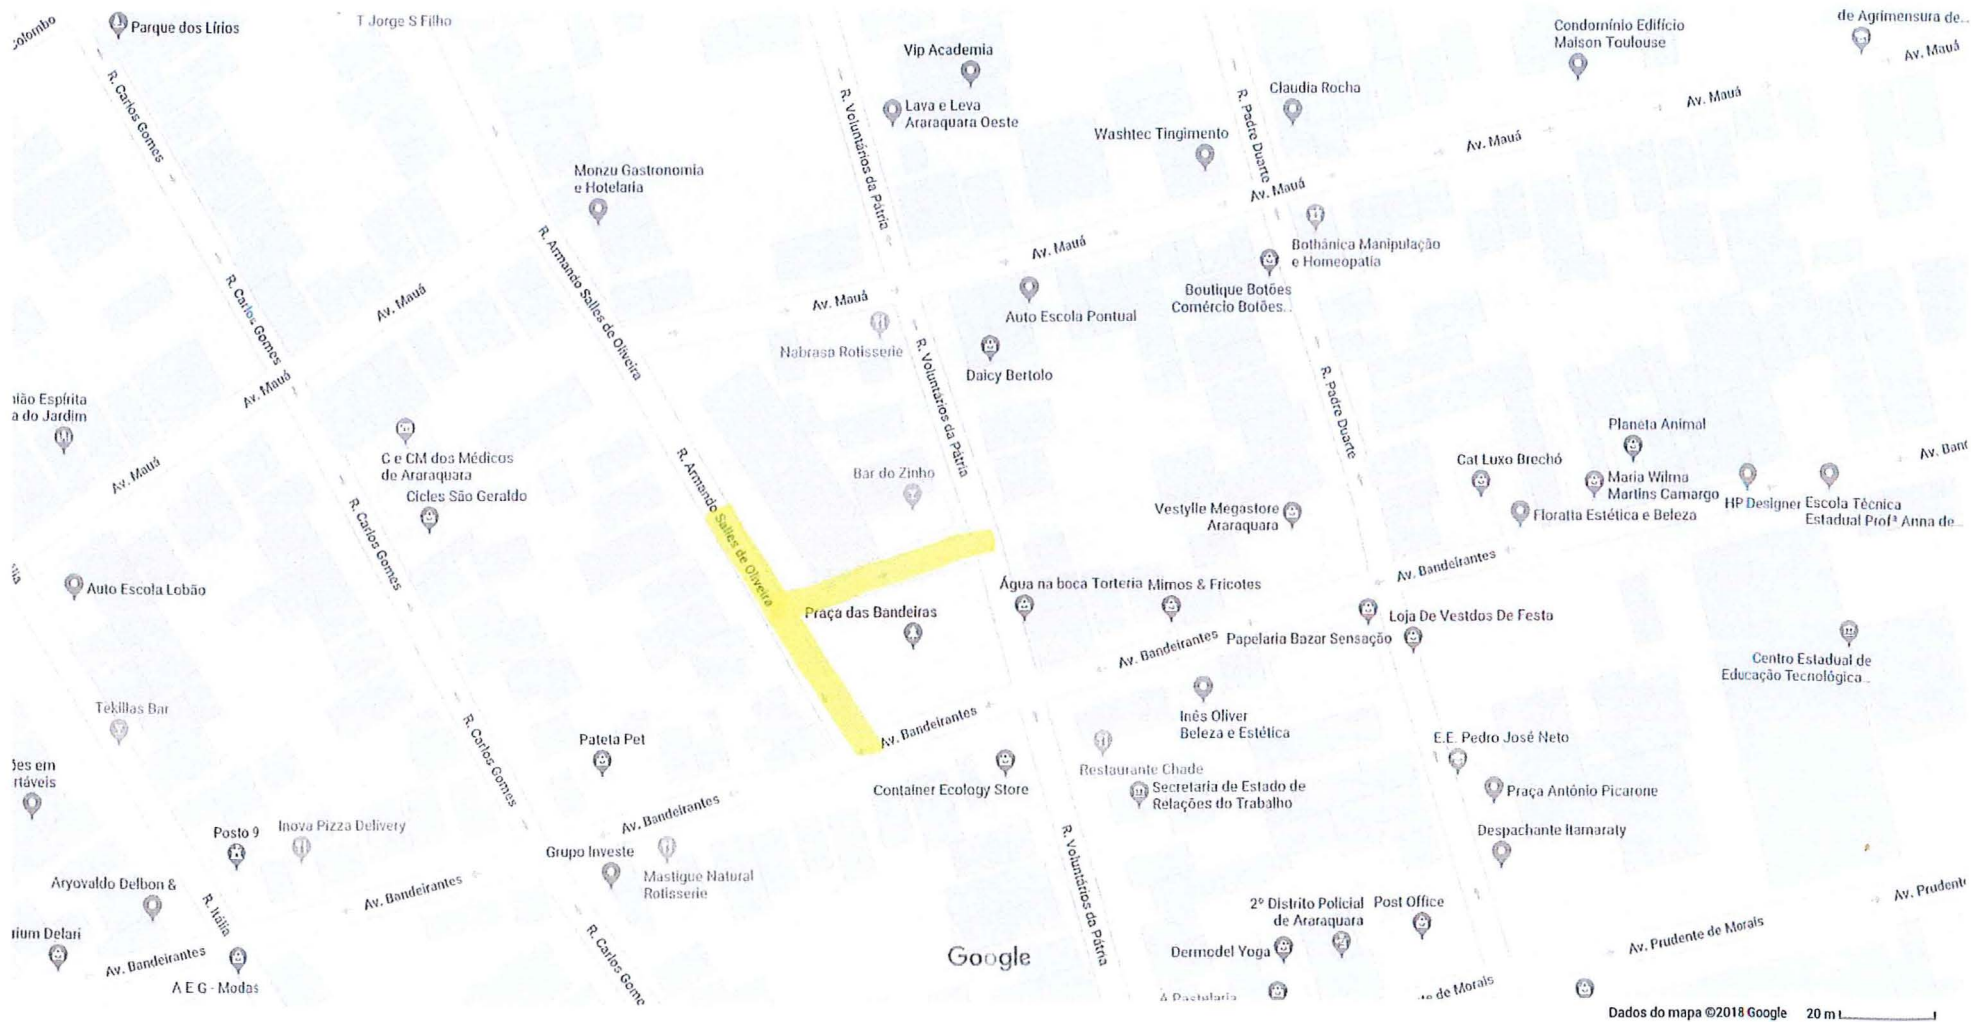 Parque dos Lírios
T Jorge S Filho
Vip Academia
Condomínio Edifício
Maison Toulouse
de Agrimensura de...
Av. Mauá
R. Carlos Gomes
Lava e Leva
Araraquara Oeste
R. Voluntários da Pátria
Claudia Rocha
R. Padre Duarte
Av. Mauá
Washtec Tingimento
Av. Mauá
Monzu Gastronomia
e Hotelaria
Av. Mauá
R. Armando Salles de Oliveira
Av. Mauá
Bothânica Manipulação
e Homeopatia
R. Carlos Gomes
Av. Mauá
Av. Mauá
Boutique Botões
Comércio Botões...
Auto Escola Pontual
Nabrasa Rotisserie
R. Voluntários da Pátria
Daicy Bertolo
R. Padre Duarte
Av. Mauá
nião Espírita
a do Jardim
Av. Mauá
C e CM dos Médicos
de Araraquara
Cicles São Geraldo
R. Armando Salles de Oliveira
Bar do Zinho
Planeta Animal
Cat Luxo Brechó
Maria Wilma
Martins Camargo
Av. Band
HP Designer
Escola Técnica
Estadual Profª Anna de...
Vestylle Megastore
Araraquara
Floratta Estética e Beleza
R. Carlos Gomes
Av. Bandeirantes
Auto Escola Lobão
Praça das Bandeiras
Água na boca Torteria
Mimos & Fricotes
Loja De Vestdos De Festa
Papelaria Bazar Sensação
Av. Bandeirantes
Centro Estadual de
Educação Tecnológica...
Tekillas Bar
R. Carlos Gomes
Pateta Pet
Av. Bandeirantes
Inês Oliver
Beleza e Estética
E.E. Pedro José Neto
ões em
rtáveis
Container Ecology Store
Restaurante Chade
Secretaria de Estado de
Relações do Trabalho
Praça Antônio Picarone
Posto 9
Inova Pizza Delivery
Av. Bandeirantes
Despachante Itamaraty
Grupo Investe
Mastigue Natural
Rotisserie
R. Voluntários da Pátria
Aryovaldo Delbon &
Av. Bandeirantes
R. Itália
2º Distrito Policial
de Araraquara
Post Office
Av. Prudente
rium Delari
Av. Bandeirantes
R. Carlos Gome
Google
Dermodel Yoga
Av. Prudente de Morais
A E G - Modas
de Morais
Dados do mapa ©2018 Google
20 m